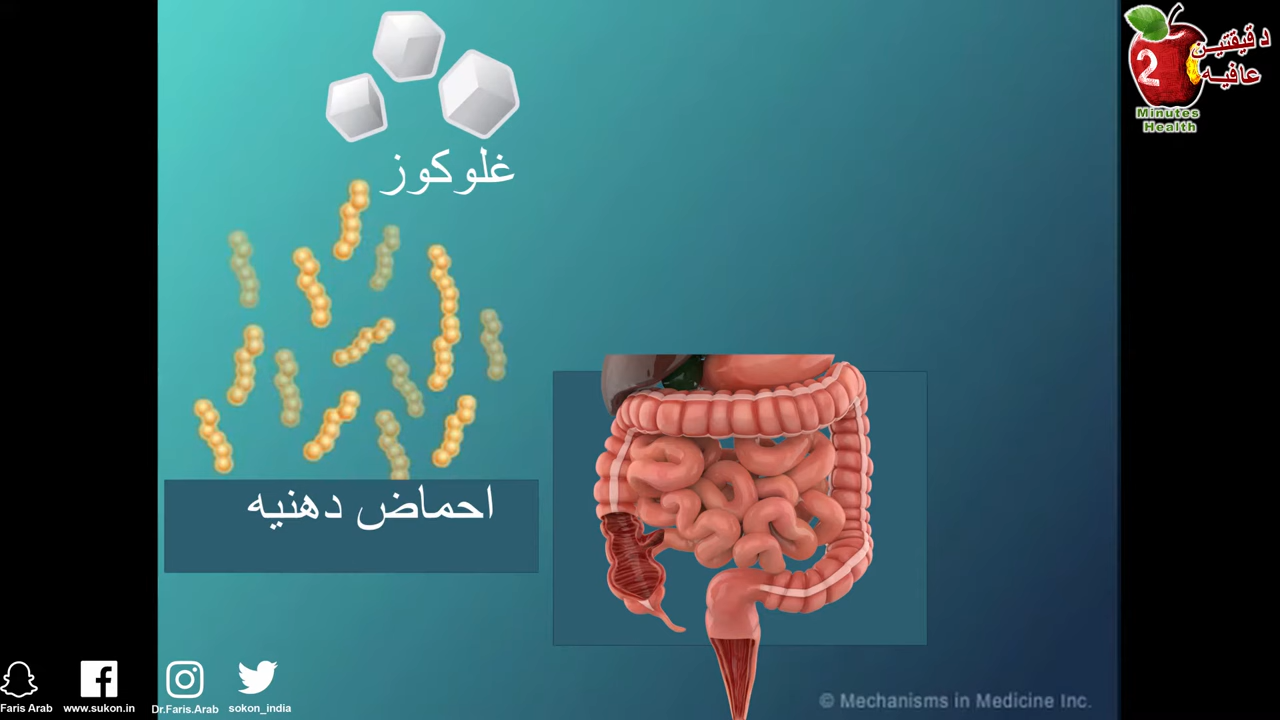 دقيقتين
عافيه
2
Minutes
Health
غلوكوز
احماض دهنيه
Faris Arab
www.sukon.in
Dr.Faris.Arab
sokon_india
© Mechanisms in Medicine Inc.